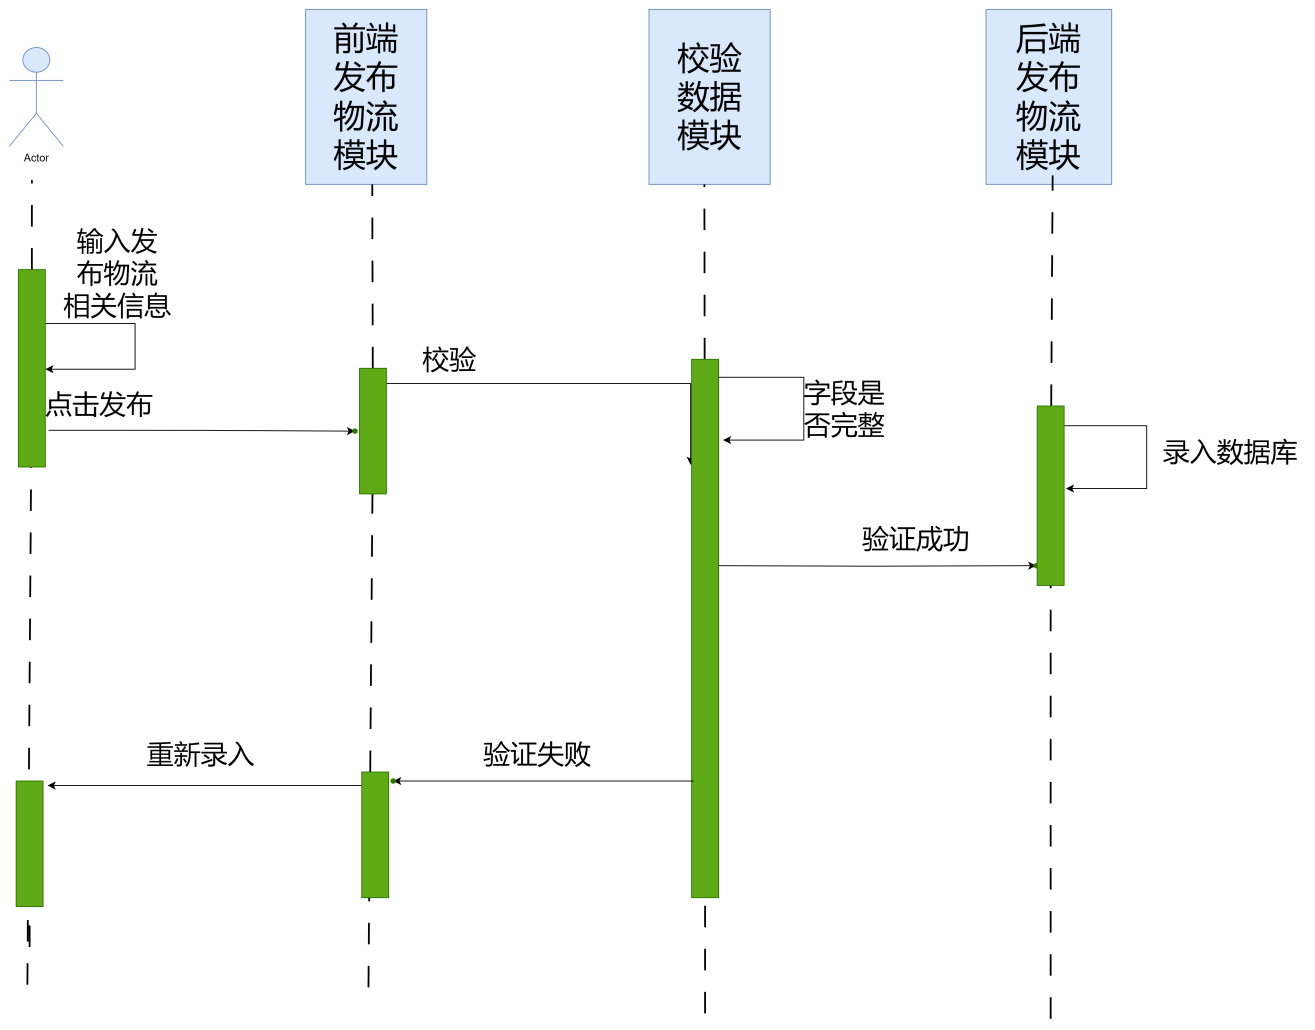 前端
发布
物流
模块
校验
数据
模块
后端
发布
物流
模块
Actor
输入发
布物流
相关信息
点击发布
校验
字段是
否完整
录入数据库
验证成功
重新录入
验证失败